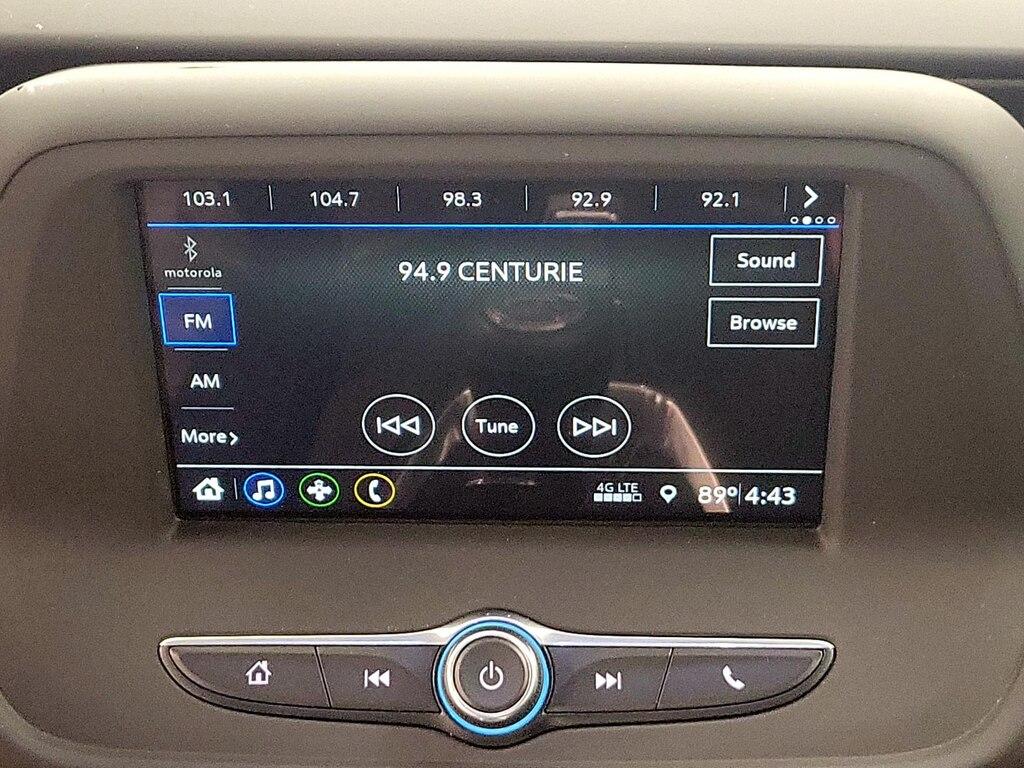 103.1 104.7 98.3 92.9 92.1
motorola
94.9 CENTURIE
Sound
FM
Browse
AM
More
Tune
4G LTE
89° 4:43